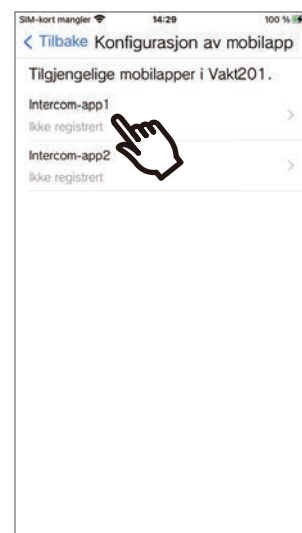 SIM-kort mangler 14:29 100 %
Tilbake Konfigurasjon av mobilapp
Tilgjengelige mobilapper i Vakt201.
Intercom-app1
Ikke registrert
Intercom-app2
Ikke registrert